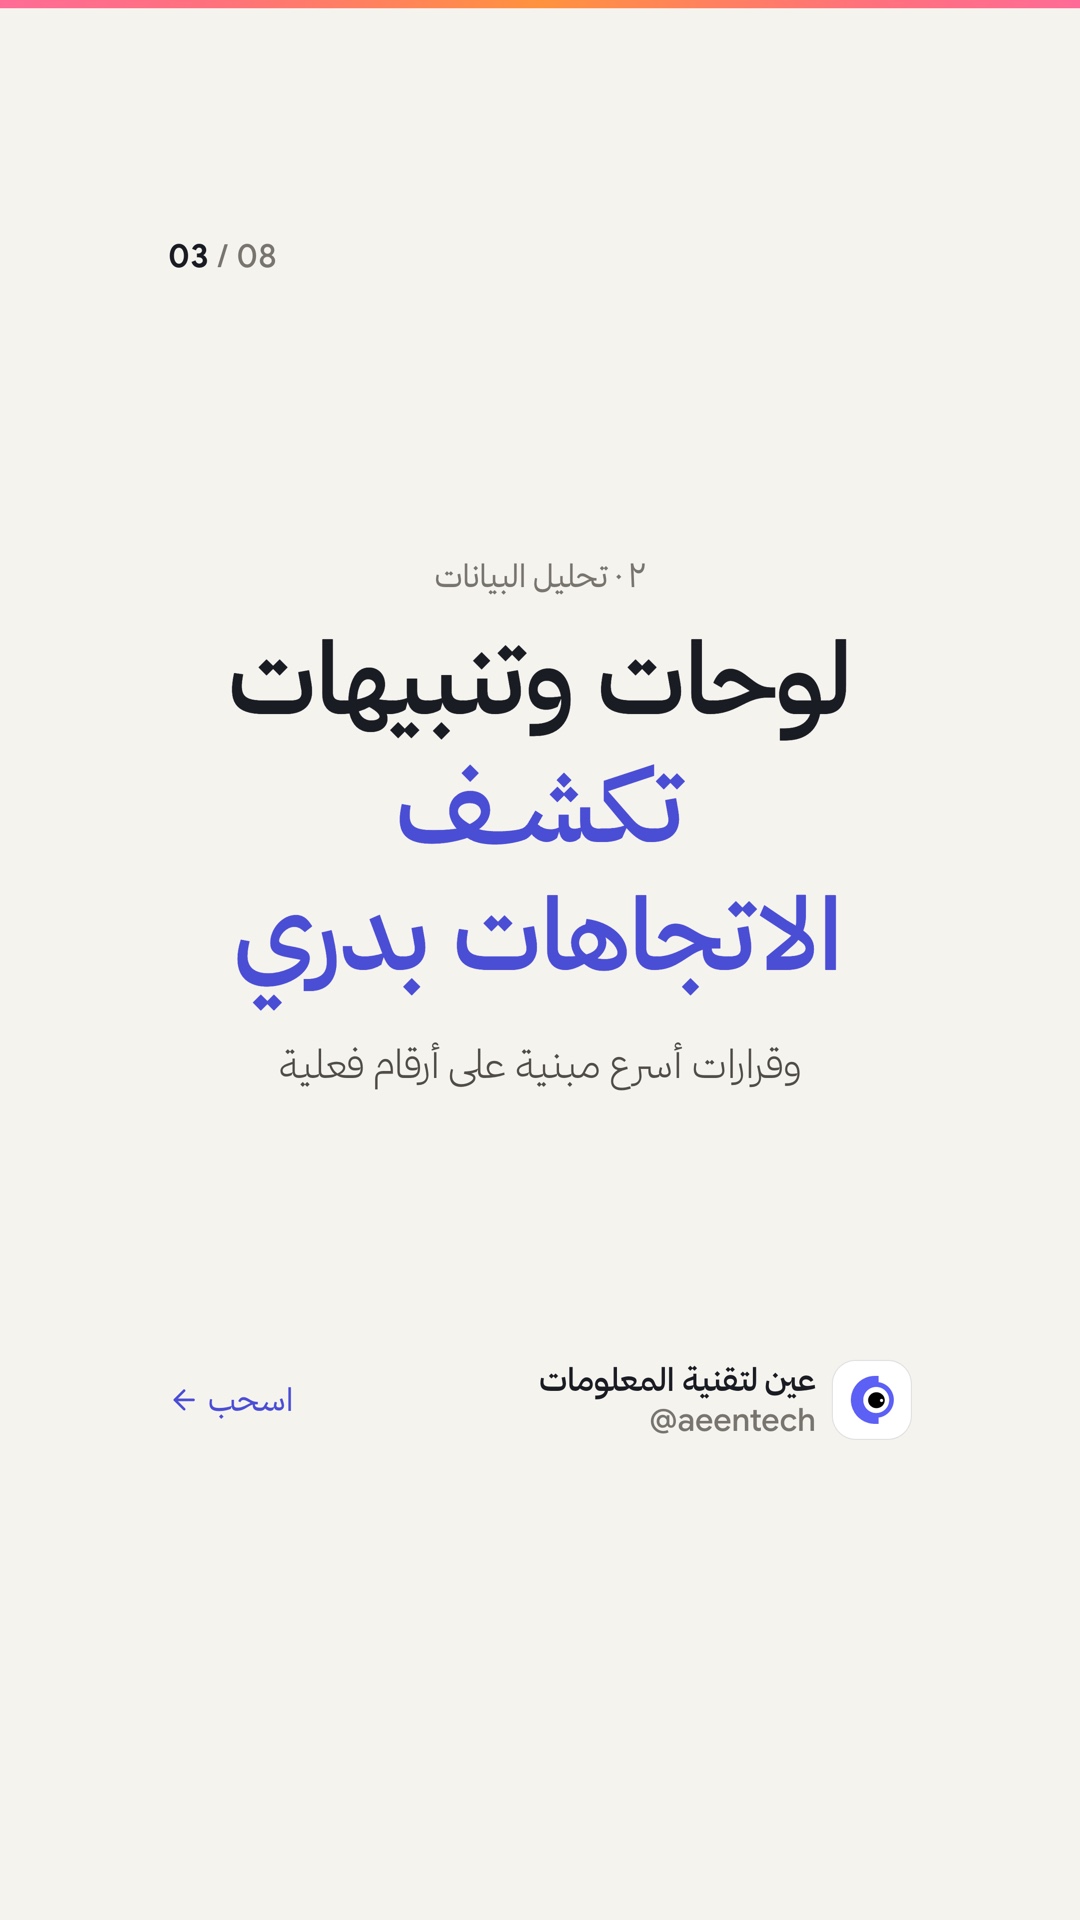 03 / 08
٢ · تحليل البيانات
لوحات وتنبيهات
تكشف
الاتجاهات بدري
وقرارات أسرع مبنية على أرقام فعلية
عين لتقنية المعلومات
@aeentech
اسحب ←